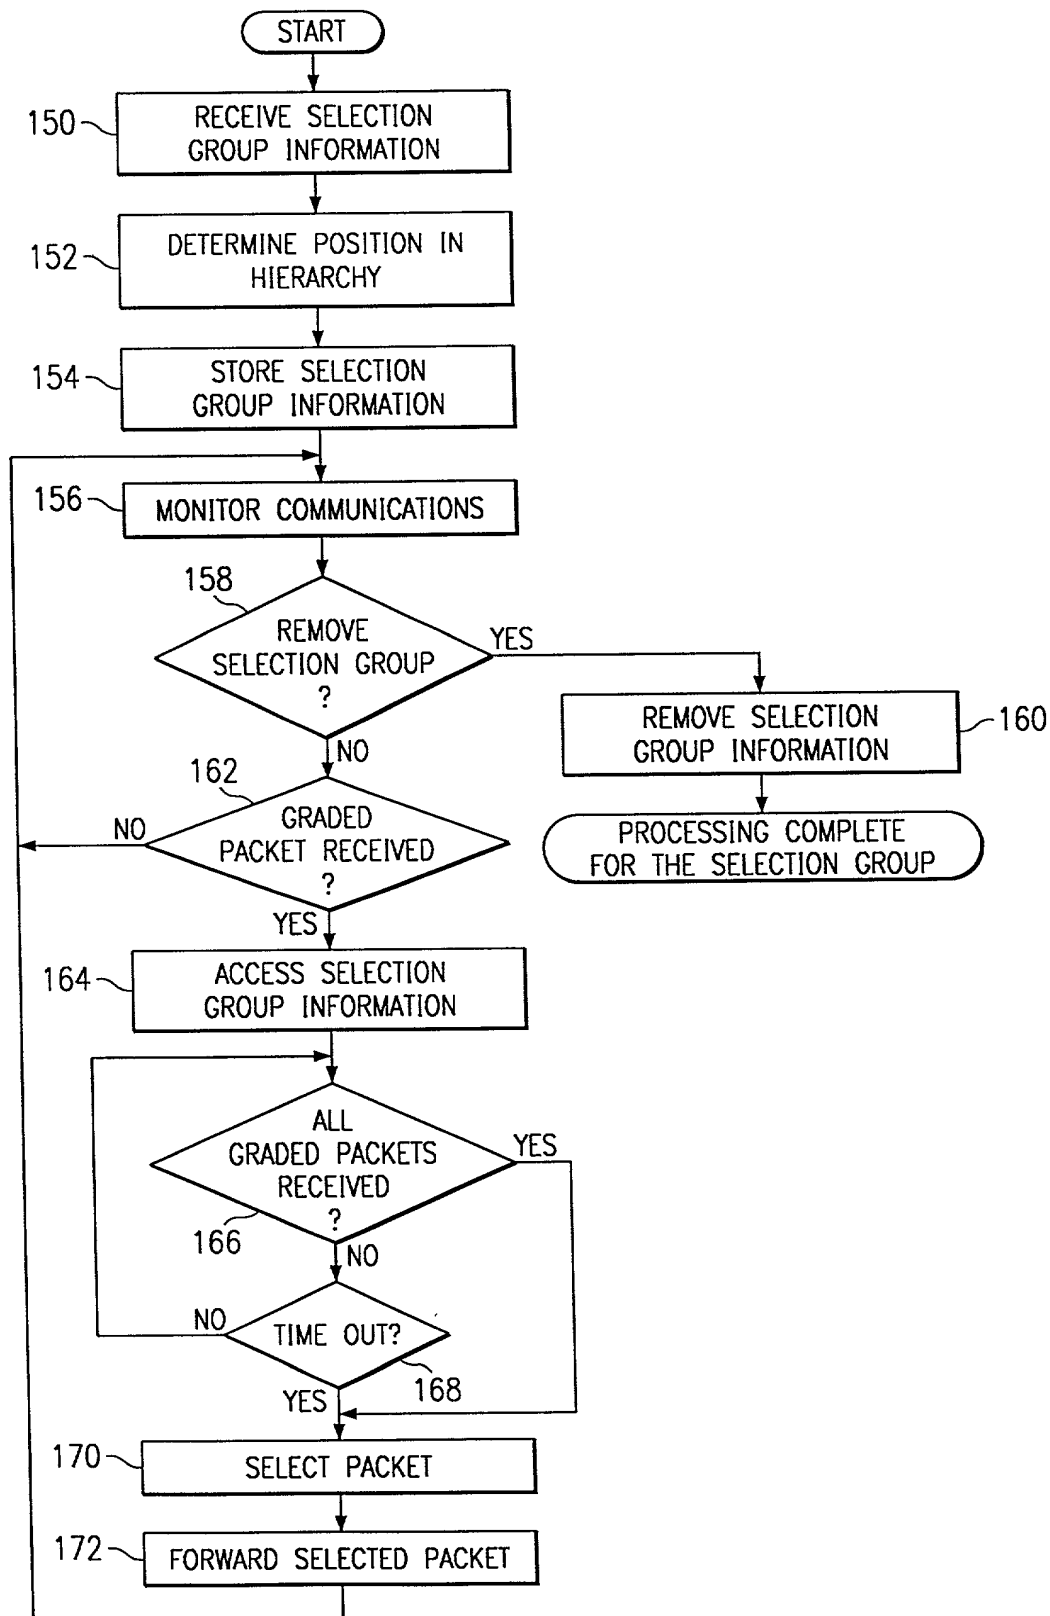 START
150
RECEIVE SELECTION
GROUP INFORMATION
152
DETERMINE POSITION IN
HIERARCHY
154
STORE SELECTION
GROUP INFORMATION
156
MONITOR COMMUNICATIONS
158
REMOVE
SELECTION GROUP
?
YES
NO
REMOVE SELECTION
GROUP INFORMATION
160
PROCESSING COMPLETE
FOR THE SELECTION GROUP
162
GRADED
PACKET RECEIVED
?
NO
YES
164
ACCESS SELECTION
GROUP INFORMATION
ALL
GRADED PACKETS
RECEIVED
?
YES
166
NO
TIME OUT?
NO
168
YES
170
SELECT PACKET
172
FORWARD SELECTED PACKET